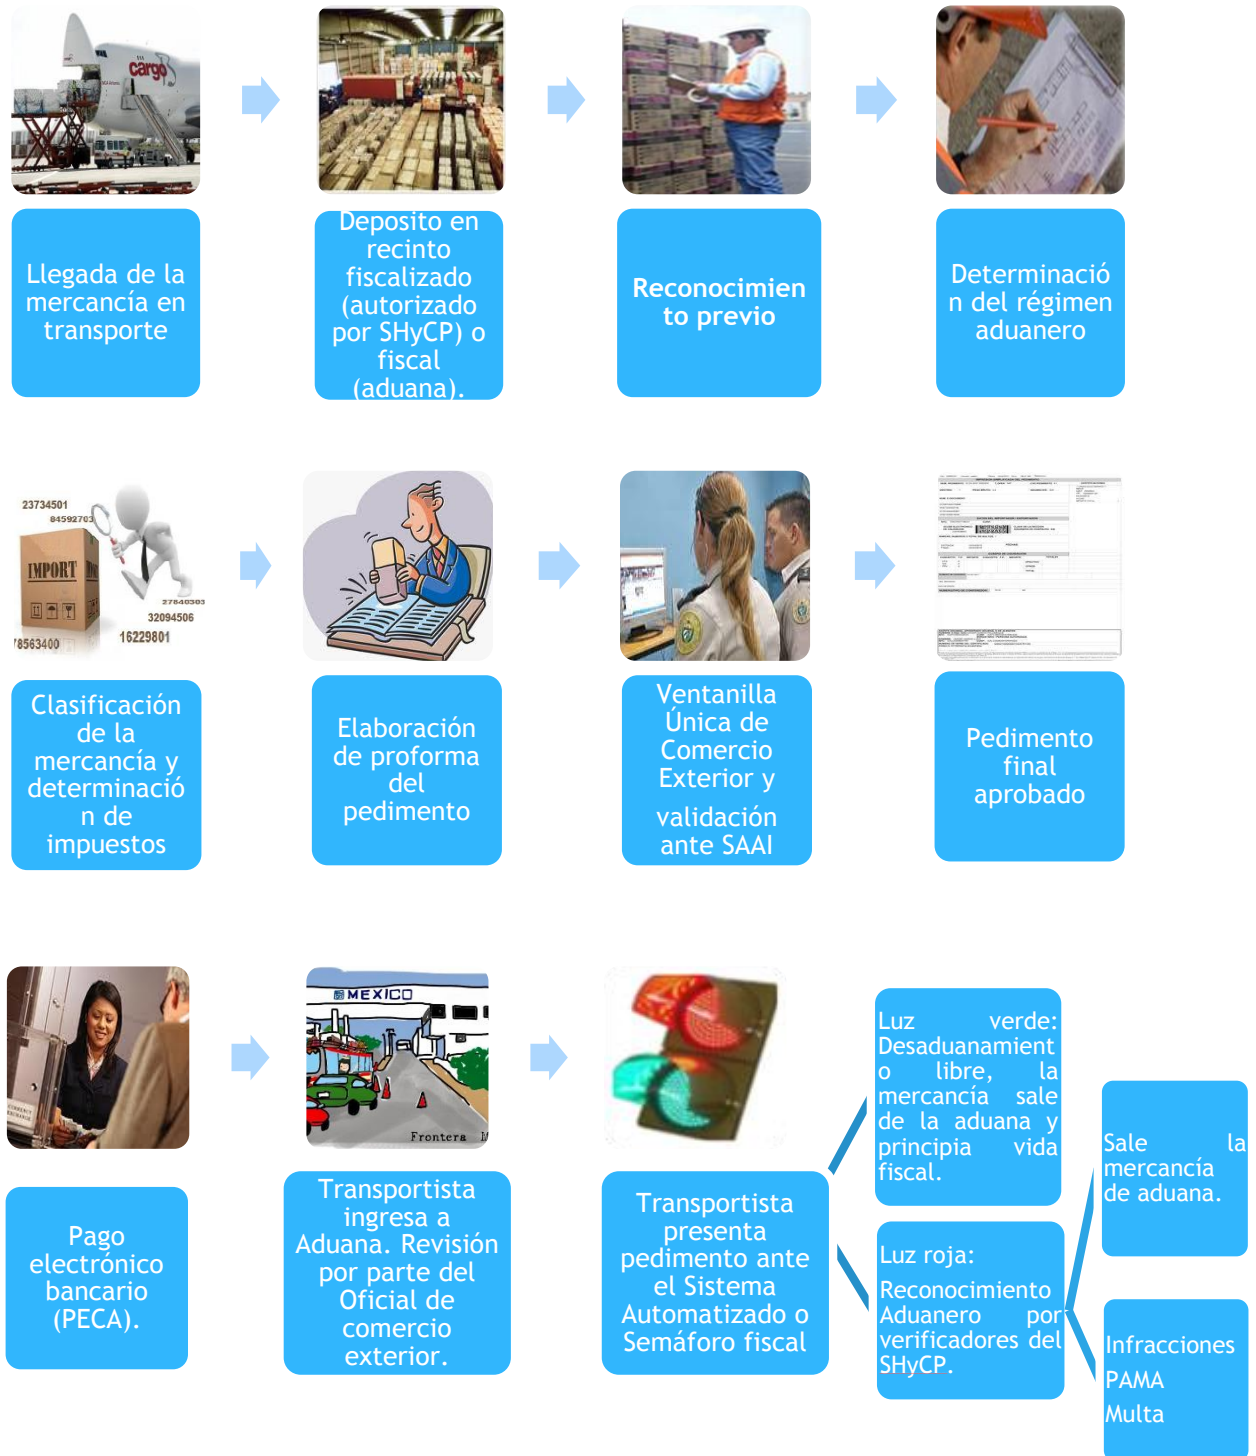 cargo
Llegada de la
mercancía en
transporte
Deposito en
recinto
fiscalizado
(autorizado
por SHyCP) o
fiscal
(aduana).
Reconocimien
to previo
Determinació
n del régimen
aduanero
23734501
84592703
IMPORT
27840303
32094506
16229801
78563400
Clasificación
de la
mercancía y
determinació
n de
impuestos
Elaboración
de proforma
del
pedimento
Ventanilla
Única de
Comercio
Exterior y
validación
ante SAAI
Pedimento
final
aprobado
MEXICO
Frontera M
Pago
electrónico
bancario
(PECA).
Transportista
ingresa a
Aduana. Revisión
por parte del
Oficial de
comercio
exterior.
Transportista
presenta
pedimento ante
el Sistema
Automatizado o
Semáforo fiscal
Luz verde:
Desaduanamient
o libre, la
mercancía sale
de la aduana y
principia vida
fiscal.
Luz roja:
Reconocimiento
Aduanero por
verificadores del
SHyCP.
Sale la
mercancía
de aduana.
Infracciones
PAMA
Multa